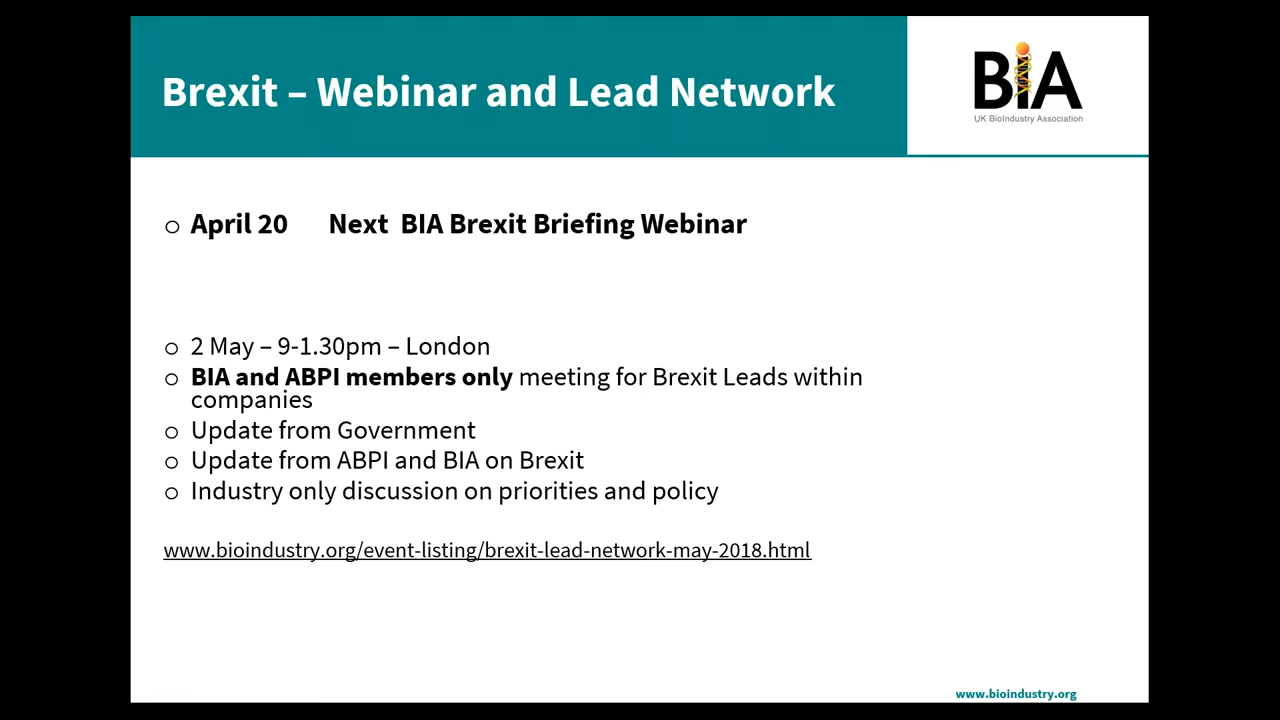 Brexit – Webinar and Lead Network
BIA
UK BioIndustry Association
○ April 20 Next BIA Brexit Briefing Webinar
○ 2 May – 9-1.30pm – London
○ BIA and ABPI members only meeting for Brexit Leads within
companies
○ Update from Government
○ Update from ABPI and BIA on Brexit
○ Industry only discussion on priorities and policy
www.bioindustry.org/event-listing/brexit-lead-network-may-2018.html
www.bioindustry.org